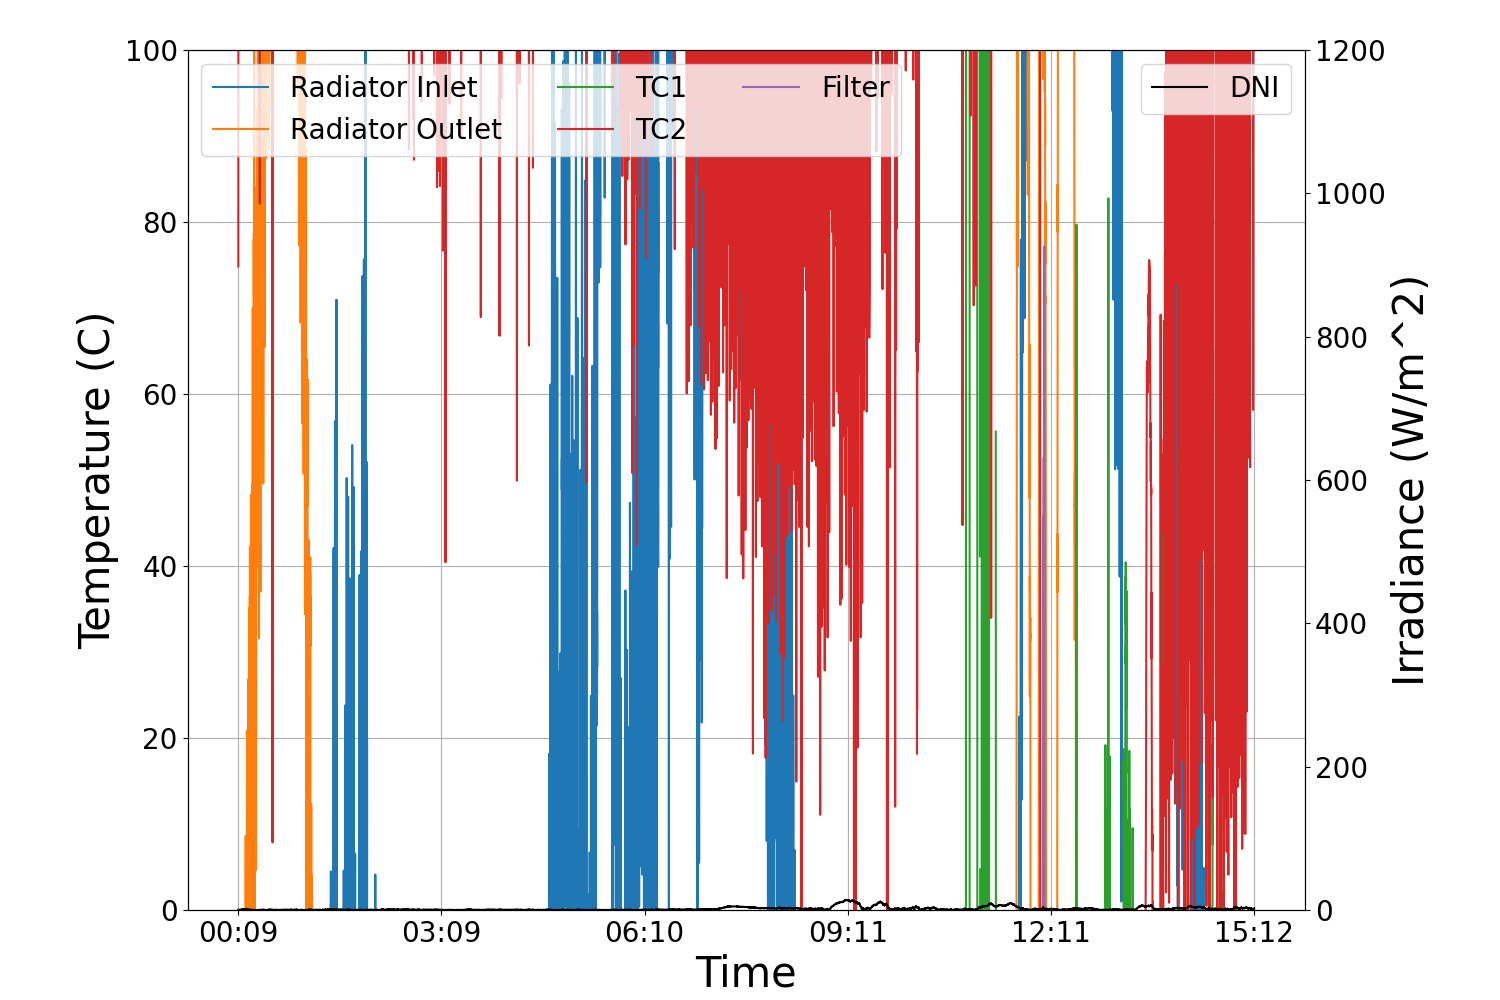 Radiator Inlet
Radiator Outlet
TC1
TC2
Filter
DNI
100
80
60
40
20
0
Temperature (C)
1200
1000
800
600
400
200
0
Irradiance (W/m^2)
00:09 03:09 06:10 09:11 12:11 15:12
Time